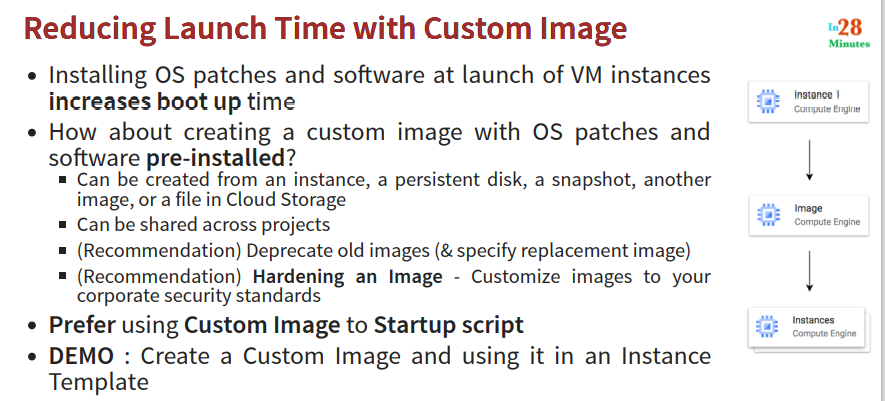 Reducing Launch Time with Custom Image
In28
Minutes
• Installing OS patches and software at launch of VM instances
increases boot up time
• How about creating a custom image with OS patches and
software pre-installed?
▪ Can be created from an instance, a persistent disk, a snapshot, another
image, or a file in Cloud Storage
▪ Can be shared across projects
▪ (Recommendation) Deprecate old images (& specify replacement image)
▪ (Recommendation) Hardening an Image - Customize images to your
corporate security standards
• Prefer using Custom Image to Startup script
• DEMO : Create a Custom Image and using it in an Instance
Template
Instance 1
Compute Engine
Image
Compute Engine
Instances
Compute Engine